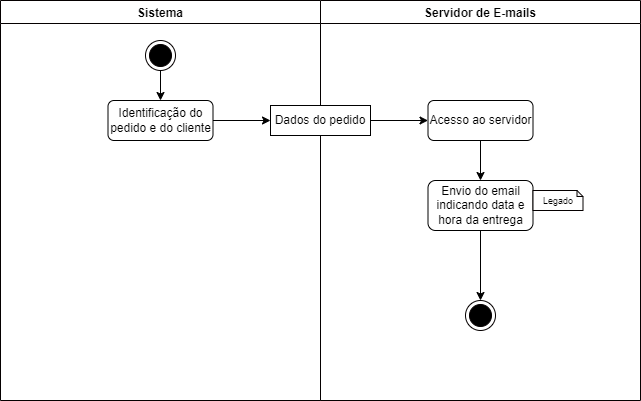 Sistema
Servidor de E-mails
Identificação do
pedido e do cliente
Dados do pedido
Acesso ao servidor
Envio do email
indicando data e
hora da entrega
Legado